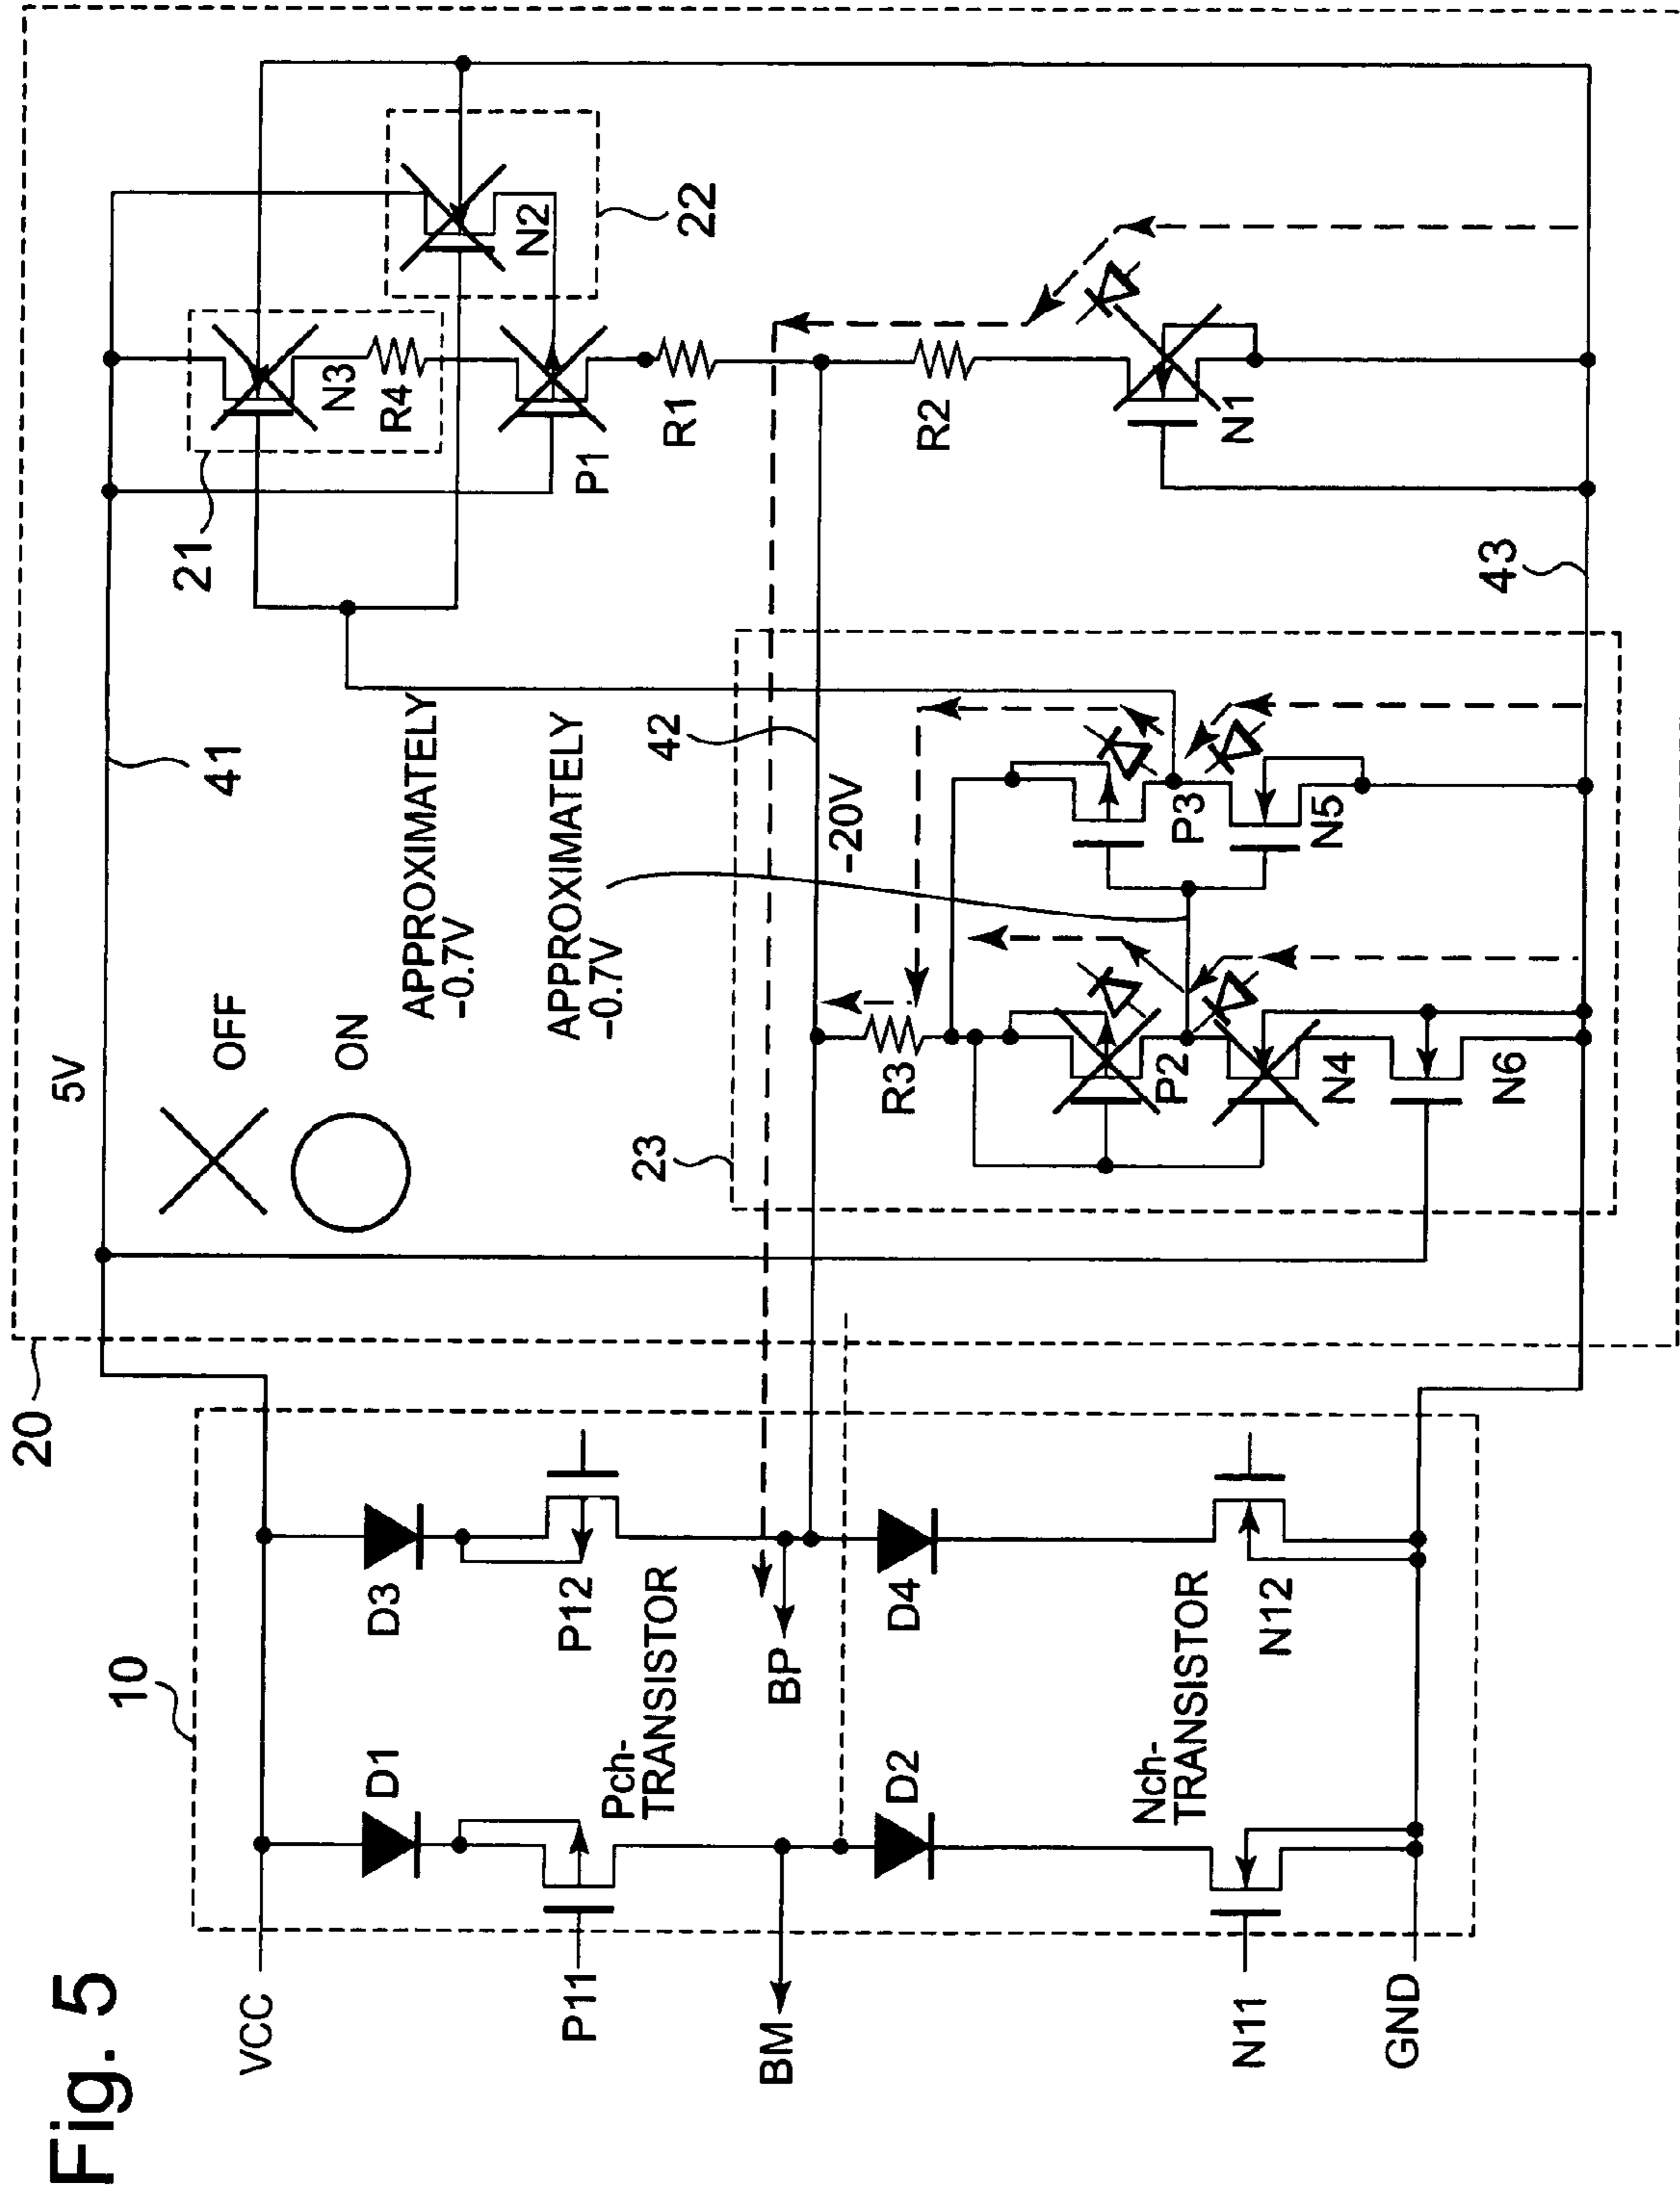 Fig. 5
20
10
VCC
D1
D3
P11
P12
Pch-
TRANSISTOR
BM
BP
D2
D4
Nch-
TRANSISTOR
N11
N12
GND
5V
41
OFF
ON
APPROXIMATELY
-0.7V
APPROXIMATELY
-0.7V
21
N3
R4
22
N2
P1
R1
42
-20V
R2
N1
23
R3
P2
P3
N4
N5
N6
43